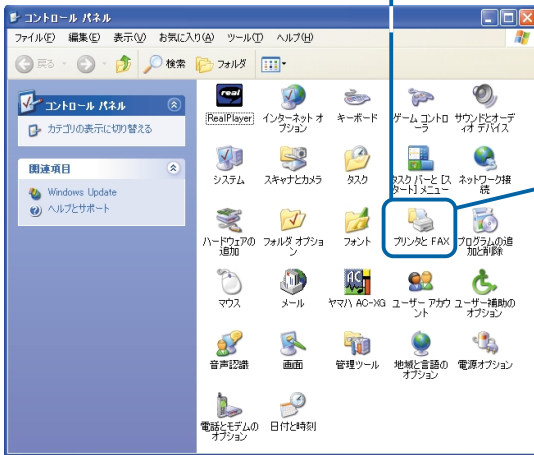 コントロール パネル
ファイル(F) 編集(E) 表示(V) お気に入り(A) ツール(T) ヘルプ(H)
戻る 検索 フォルダ
コントロール パネル
カテゴリの表示に切り替える
関連項目
Windows Update
ヘルプとサポート
real
RealPlayer
インターネット オ
プション
キーボード
ゲーム コントロ
ーラ
サウンドとオーデ
ィオ デバイス
システム
スキャナとカメラ
タスク
タスク バーと [ス
タート] メニュー
ネットワーク接
続
ハードウェアの
追加
フォルダ オプショ
ン
フォント
プリンタと FAX
プログラムの追
加と削除
マウス
メール
ヤマハ AC-XG
ユーザー アカウ
ント
ユーザー補助の
オプション
音声認識
画面
管理ツール
地域と言語の
オプション
電源オプション
電話とモデムの
オプション
日付と時刻